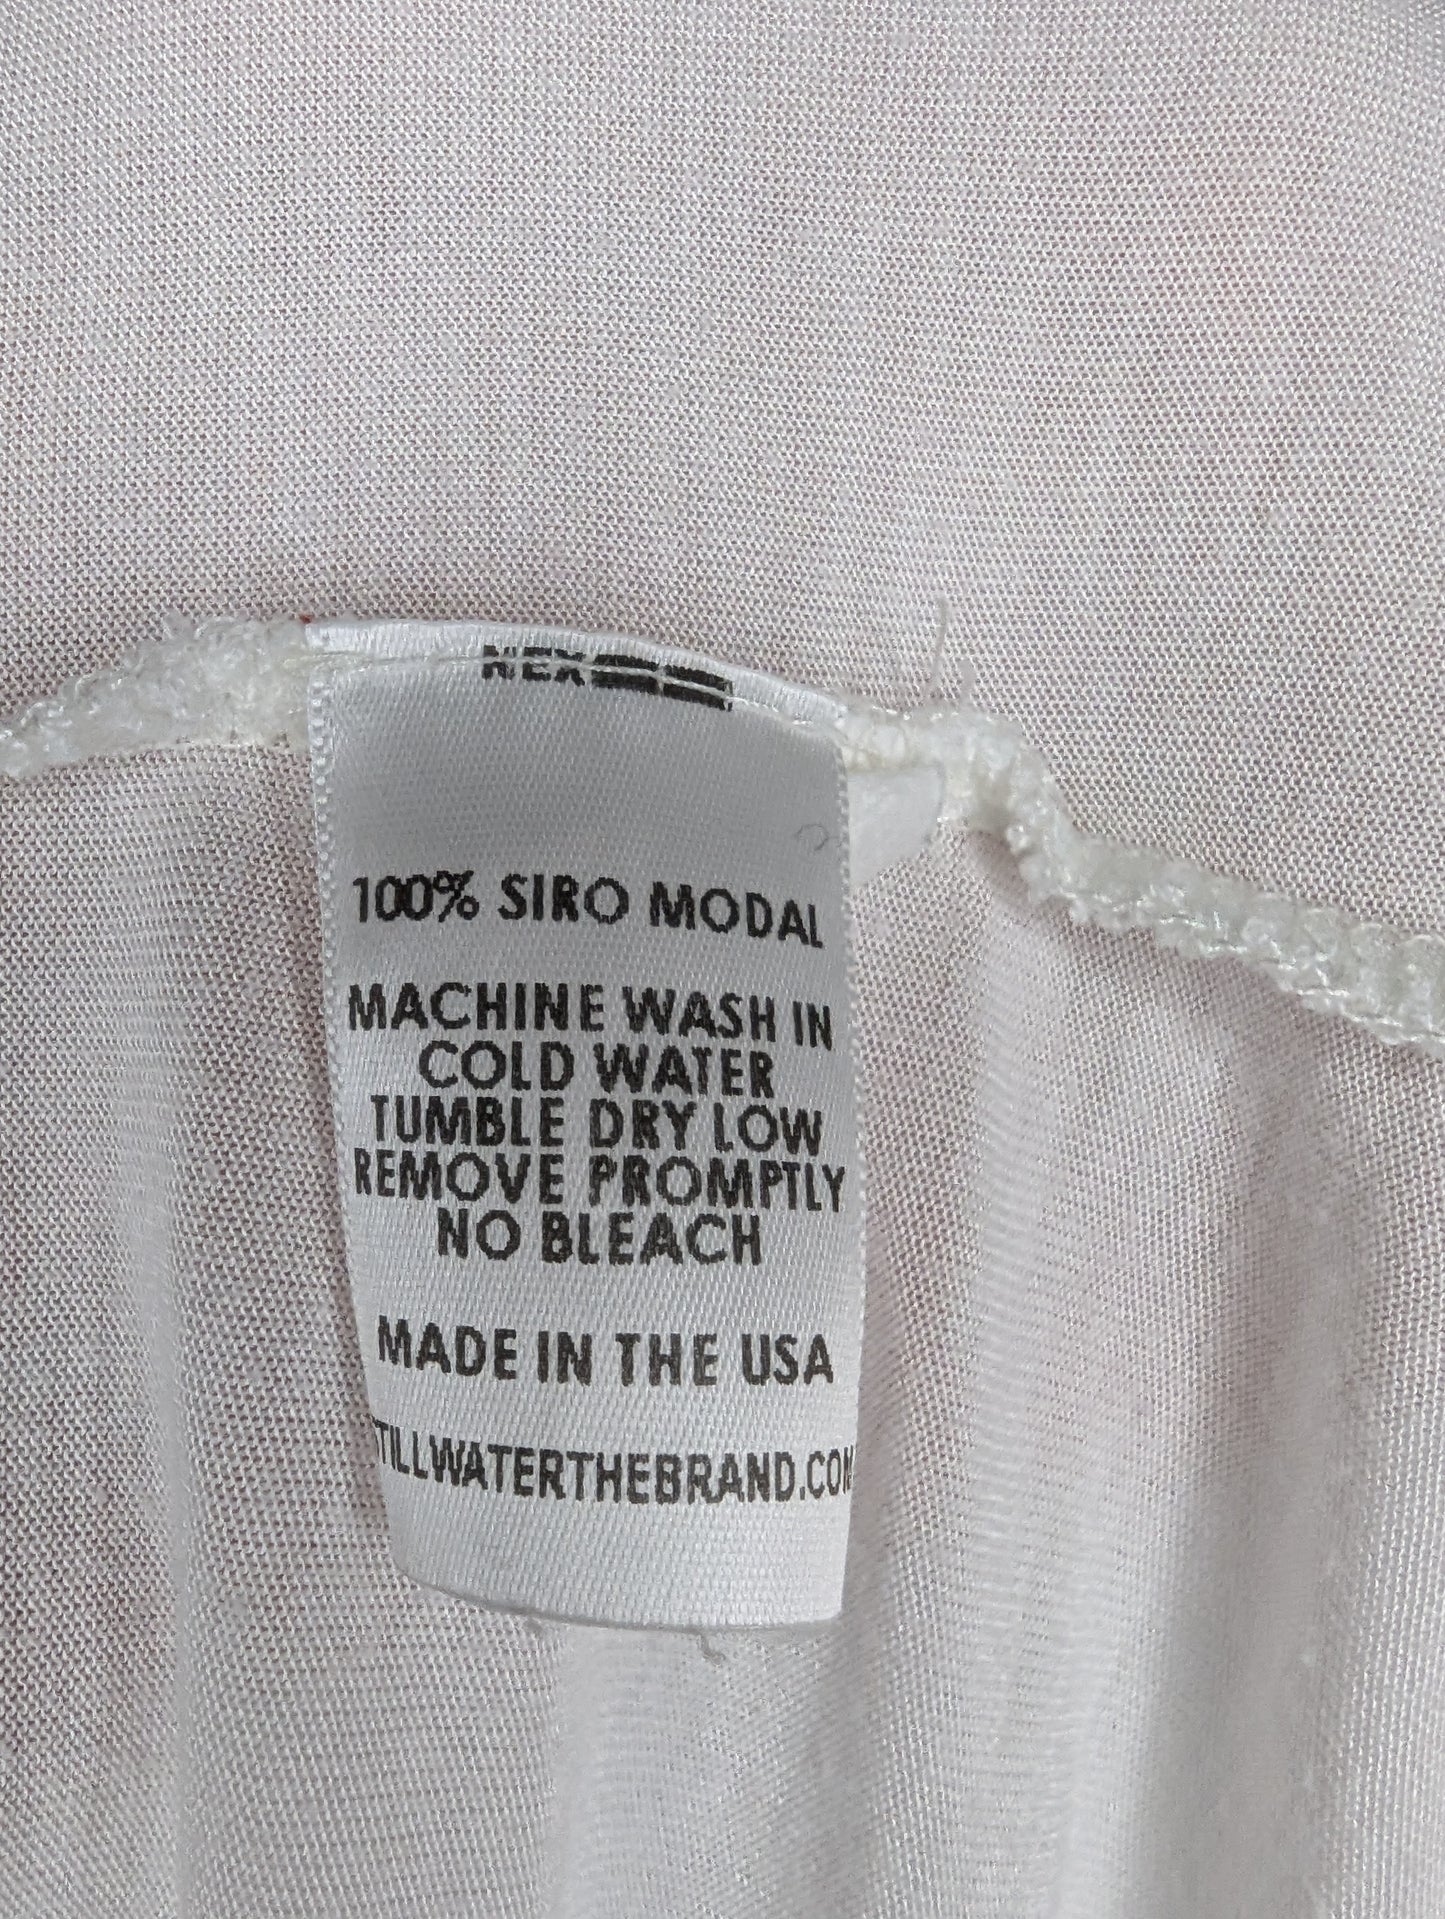 100% SIRO MODAL
MACHINE WASH IN
COLD WATER
TUMBLE DRY LOW
REMOVE PROMPTLY
NO BLEACH
MADE IN THE USA
STILLWATERTHEBRAND.COM